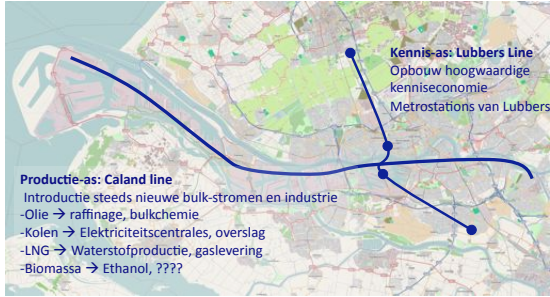 Kennis-as: Lubbers Line
Opbouw hoogwaardige
kenniseconomie
Metrostations van Lubbers
Productie-as: Caland line
Introductie steeds nieuwe bulk-stromen en industrie
-Olie → raffinage, bulkchemie
-Kolen → Elektriciteitscentrales, overslag
-LNG → Waterstofproductie, gaslevering
-Biomassa → Ethanol, ????